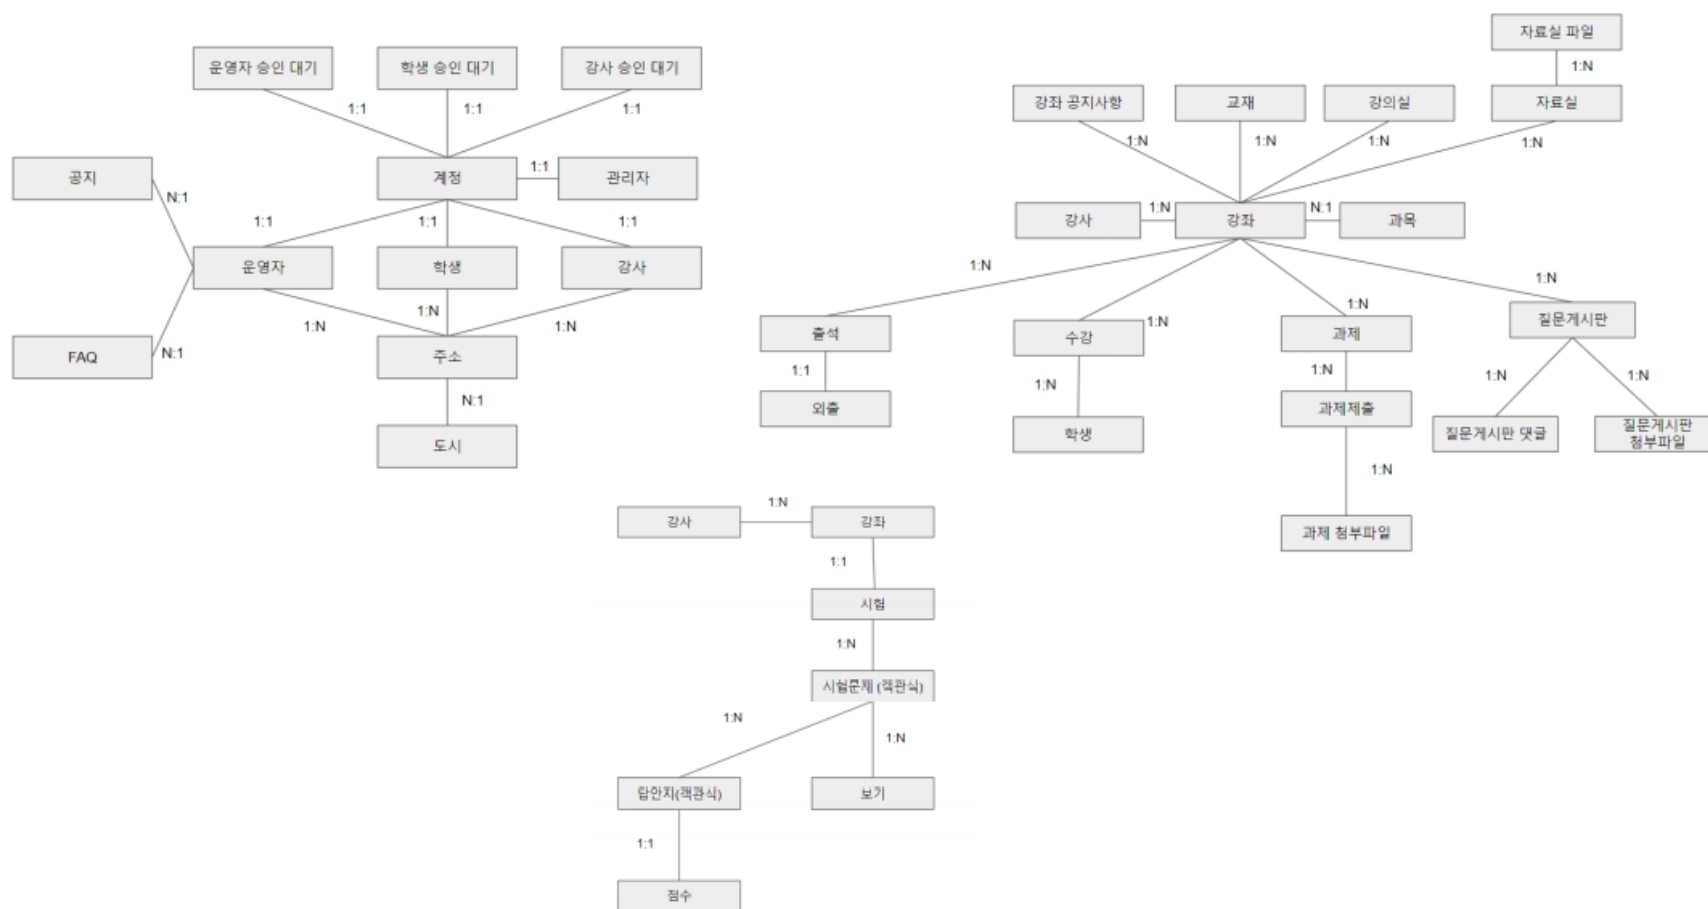 운영자 승인 대기
학생 승인 대기
강사 승인 대기
1:1
1:1
1:1
공지
계정
1:1
관리자
N:1
1:1
1:1
1:1
운영자
학생
강사
1:N
1:N
1:N
FAQ
N:1
주소
N:1
도시
자료실 파일
1:N
강좌 공지사항
교재
강의실
자료실
1:N
1:N
1:N
1:N
강사
1:N
강좌
N:1
과목
1:N
1:N
1:N
1:N
출석
수강
과제
질문게시판
1:1
1:N
1:N
1:N
1:N
외출
학생
과제제출
질문게시판 댓글
질문게시판
첨부파일
1:N
과제 첨부파일
강사
1:N
강좌
1:1
시험
1:N
시험문제 (객관식)
1:N
1:N
답안지(객관식)
보기
1:1
점수